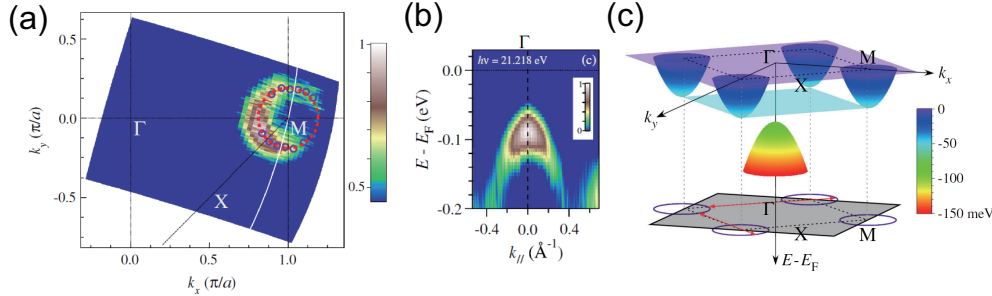 (a)
0.5
0.0
-0.5
k_y (π/a)
Γ
M
X
0.0
0.5
1.0
k_x (π/a)
1
0.5
(b)
Γ
hν = 21.218 eV
(c)
1
0
0.0
-0.1
-0.2
E - E_F (eV)
-0.4
0.0
0.4
k_// (Å⁻¹)
(c)
Γ
M
X
k_x
k_y
Γ
X
M
E - E_F
0
-50
-100
-150 meV